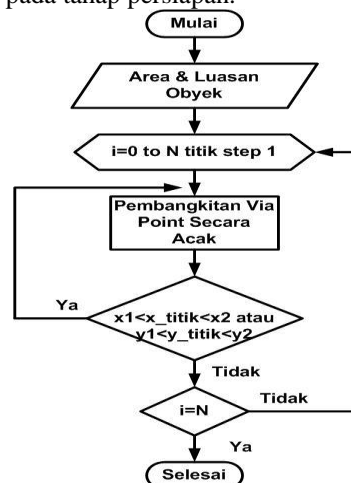 pada tahap persiapan.
Mulai
Area & Luasan
Obyek
i=0 to N titik step 1
Pembangkitan Via
Point Secara
Acak
Ya
x1<x_titik<x2 atau
y1<y_titik<y2
Tidak
i=N
Tidak
Ya
Selesai